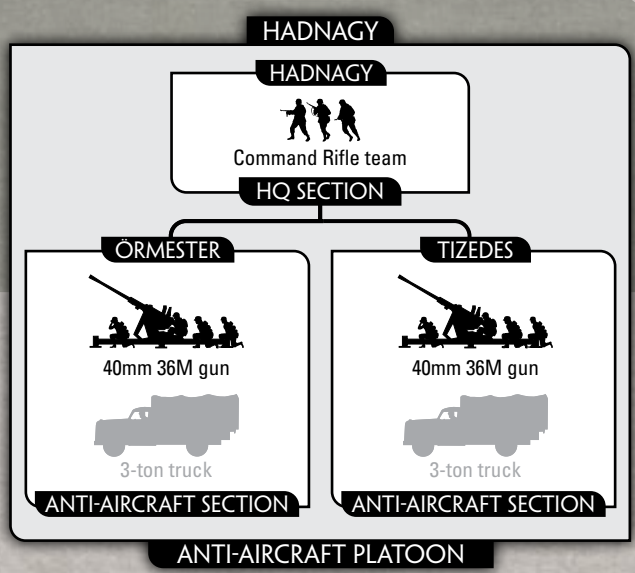 HADNAGY
HADNAGY
Command Rifle team
HQ SECTION
ÖRMESTER
40mm 36M gun
3-ton truck
ANTI-AIRCRAFT SECTION
TIZEDES
40mm 36M gun
3-ton truck
ANTI-AIRCRAFT SECTION
ANTI-AIRCRAFT PLATOON